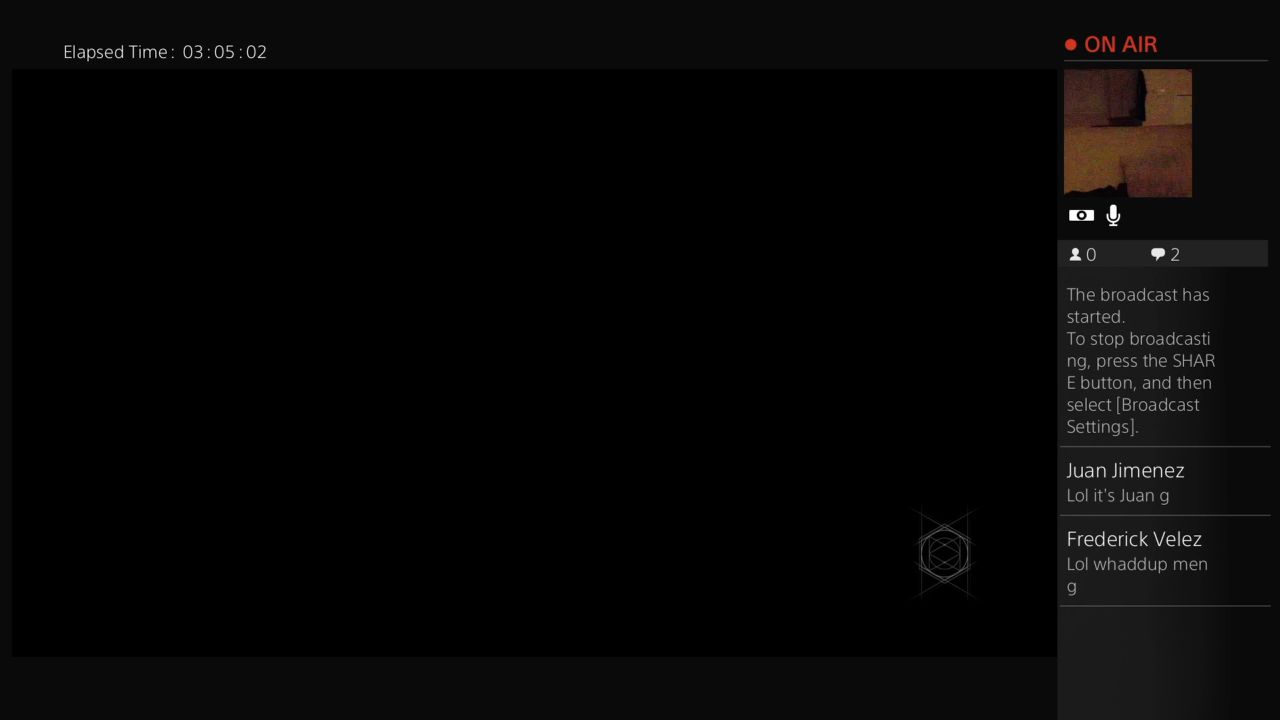 Elapsed Time: 03:05:02
ON AIR
0 2
The broadcast has
started.
To stop broadcasti
ng, press the SHAR
E button, and then
select [Broadcast
Settings].
Juan Jimenez
Lol it's Juan g
Frederick Velez
Lol whaddup men
g